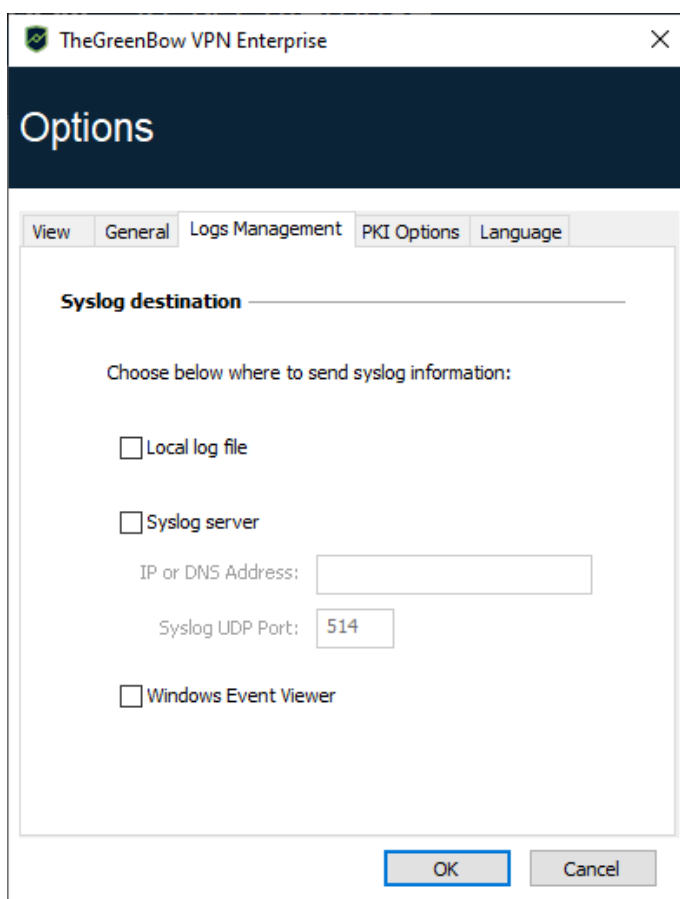 TheGreenBow VPN Enterprise
Options
View General Logs Management PKI Options Language
Syslog destination
Choose below where to send syslog information:
Local log file
Syslog server
IP or DNS Address:
Syslog UDP Port: 514
Windows Event Viewer
OK Cancel